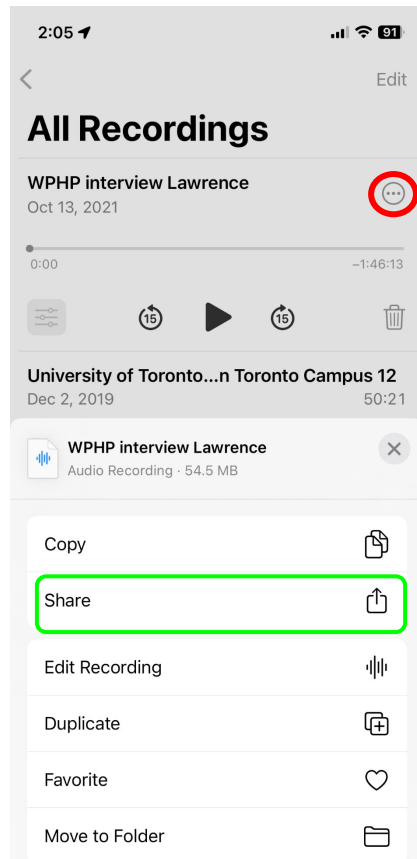 2:05 91
Edit
All Recordings
WPHP interview Lawrence
Oct 13, 2021
0:00 −1:46:13
15 15
University of Toronto...n Toronto Campus 12
Dec 2, 2019 50:21
WPHP interview Lawrence
Audio Recording · 54.5 MB
Copy
Share
Edit Recording
Duplicate
Favorite
Move to Folder